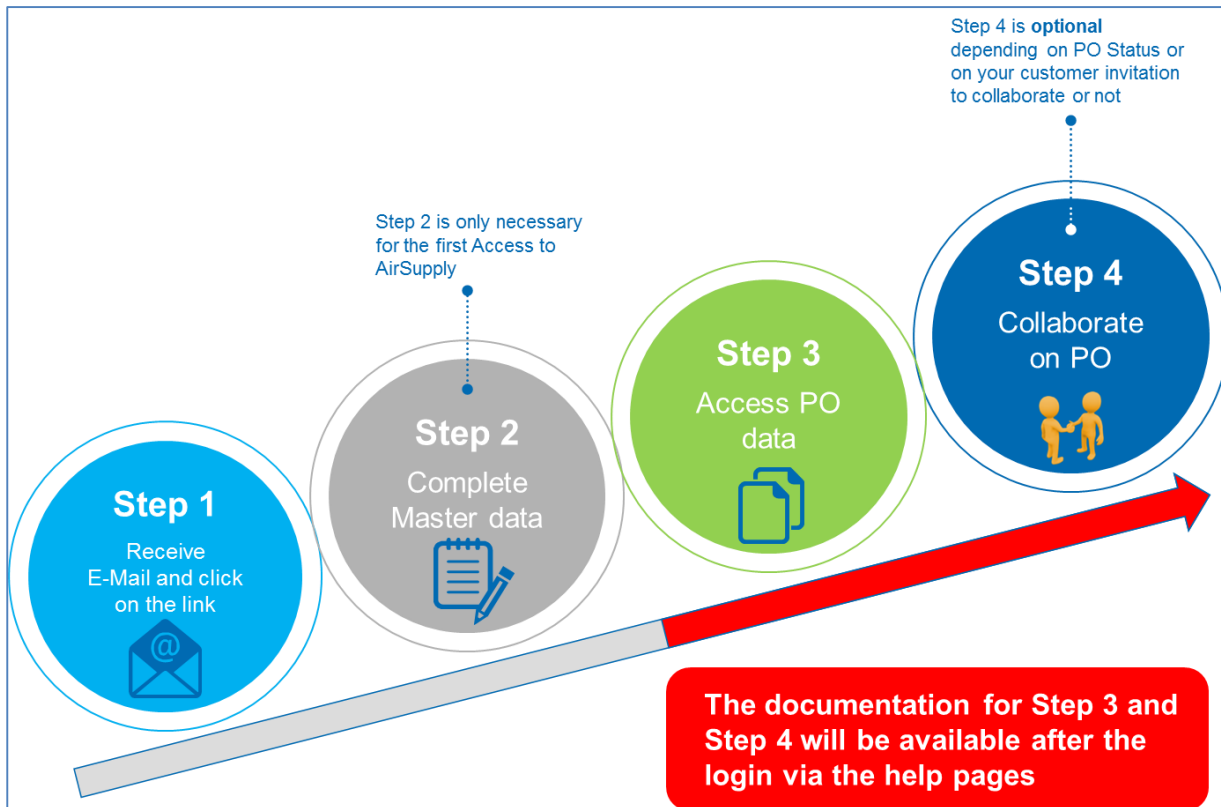 Step 4 is optional
depending on PO Status or
on your customer invitation
to collaborate or not
Step 2 is only necessary
for the first Access to
AirSupply
Step 1
Receive
E-Mail and click
on the link
@
Step 2
Complete
Master data
Step 3
Access PO
data
Step 4
Collaborate
on PO
The documentation for Step 3 and
Step 4 will be available after the
login via the help pages